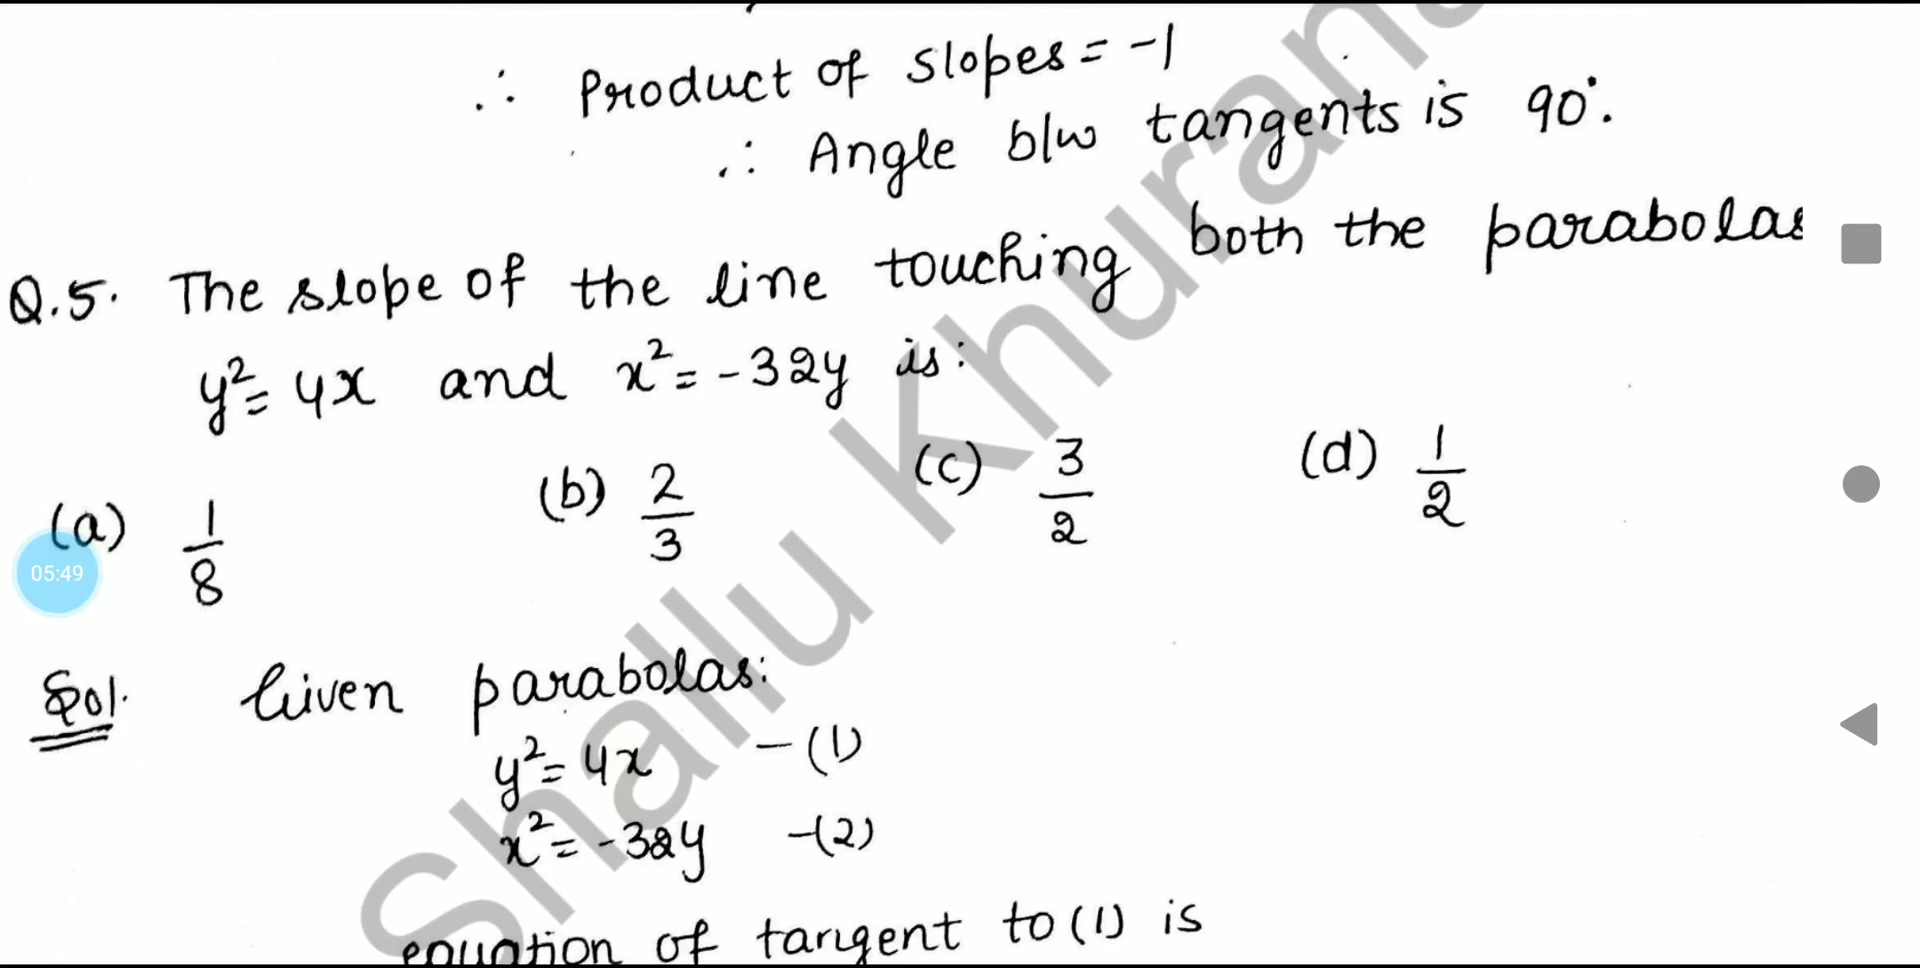 ∴ Product of slopes = -1
∴ Angle b/w tangents is 90°.
Q.5. The slope of the line touching both the parabolas
y² = 4x and x² = -32y is:
(a) 1/8 (b) 2/3 (c) 3/2 (d) 1/2
05:49
Sol. Given parabolas:
y² = 4x -(1)
x² = -32y -(2)
equation of tangent to (1) is
Shallu Khurana